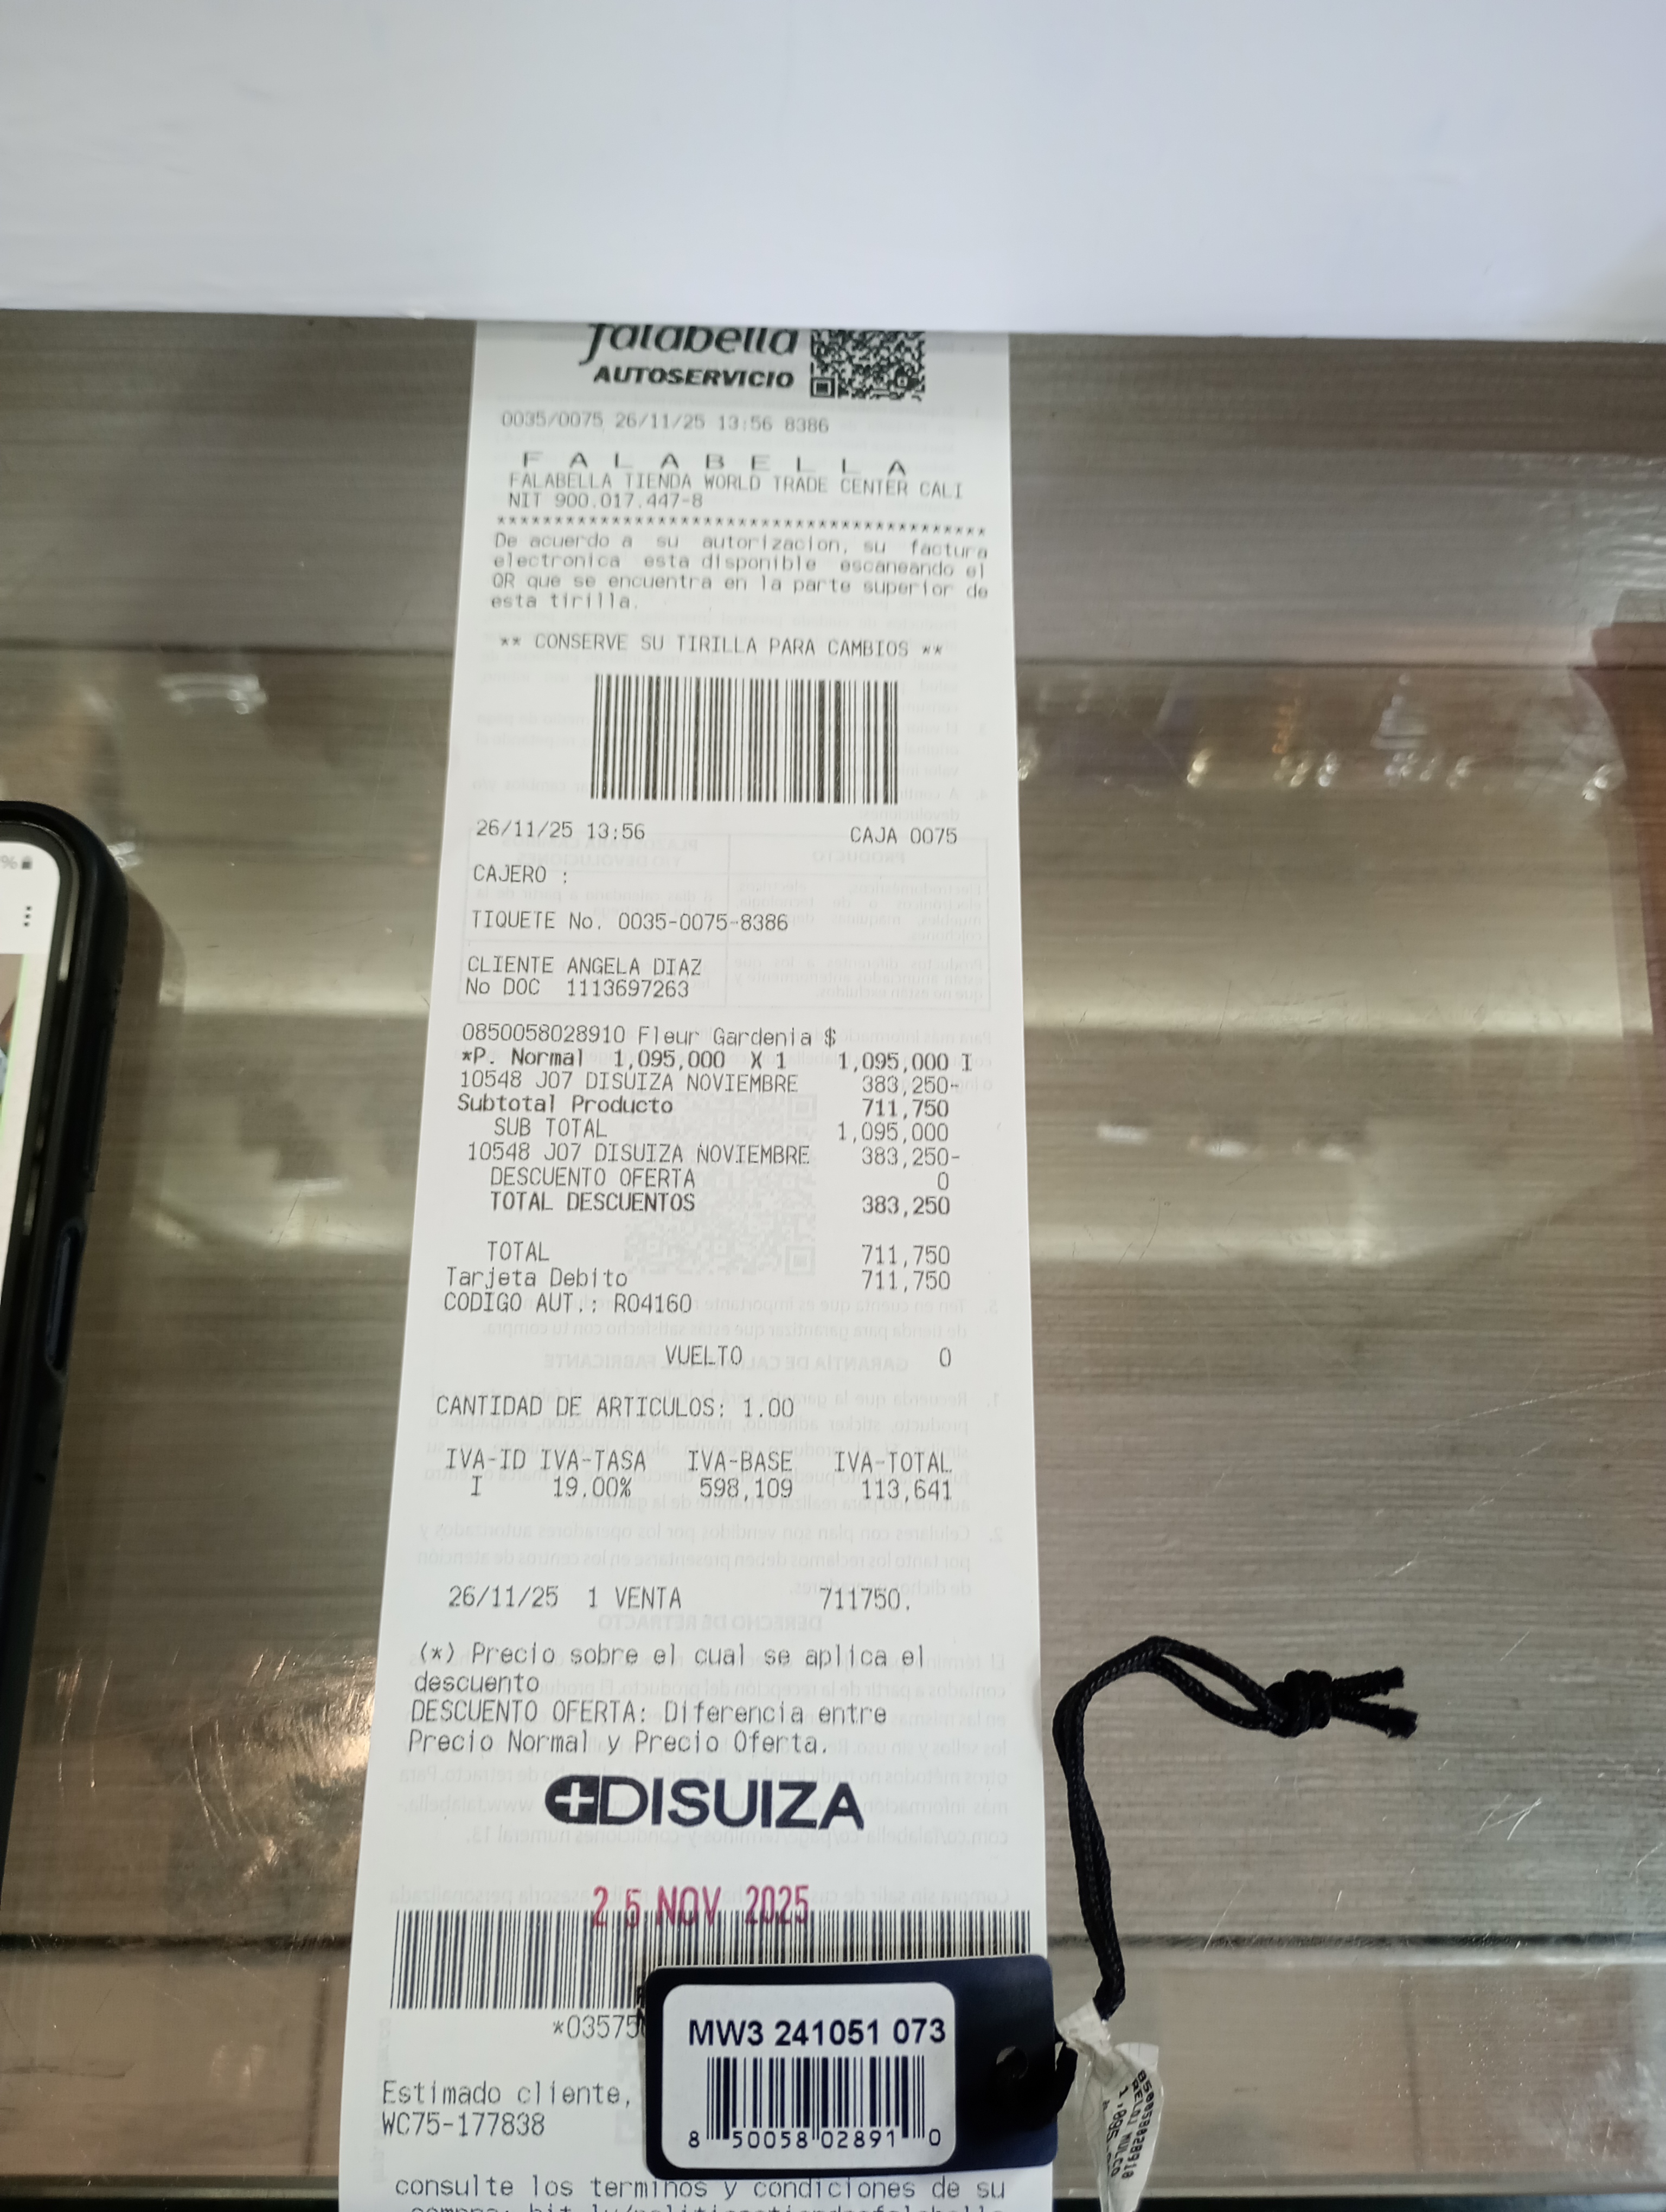 falabella
AUTOSERVICIO
0035/0075 26/11/25 13:56 8386
F A L A B E L L A
FALABELLA TIENDA WORLD TRADE CENTER CALI
NIT 900.017.447-8
******************************************
De acuerdo a su autorizacion, su factura
electronica esta disponible escaneando el
QR que se encuentra en la parte superior de
esta tirilla.
** CONSERVE SU TIRILLA PARA CAMBIOS **
26/11/25 13:56 CAJA 0075
CAJERO :
TIQUETE No. 0035-0075-8386
CLIENTE ANGELA DIAZ
No DOC 1113697263
0850058028910 Fleur Gardenia $
*P. Normal 1,095,000 X 1 1,095,000 I
10548 J07 DISUIZA NOVIEMBRE 383,250-
Subtotal Producto 711,750
SUB TOTAL 1,095,000
10548 J07 DISUIZA NOVIEMBRE 383,250-
DESCUENTO OFERTA 0
TOTAL DESCUENTOS 383,250
TOTAL 711,750
Tarjeta Debito 711,750
CODIGO AUT.: R04160
VUELTO 0
CANTIDAD DE ARTICULOS: 1.00
IVA-ID IVA-TASA IVA-BASE IVA-TOTAL
I 19.00% 598,109 113,641
26/11/25 1 VENTA 711750.
(*) Precio sobre el cual se aplica el
descuento
DESCUENTO OFERTA: Diferencia entre
Precio Normal y Precio Oferta.
DISUIZA
25 NOV 2025
*03575
MW3 241051 073
8 50058 02891 0
Estimado cliente,
WC75-177838
consulte los terminos y condiciones de su